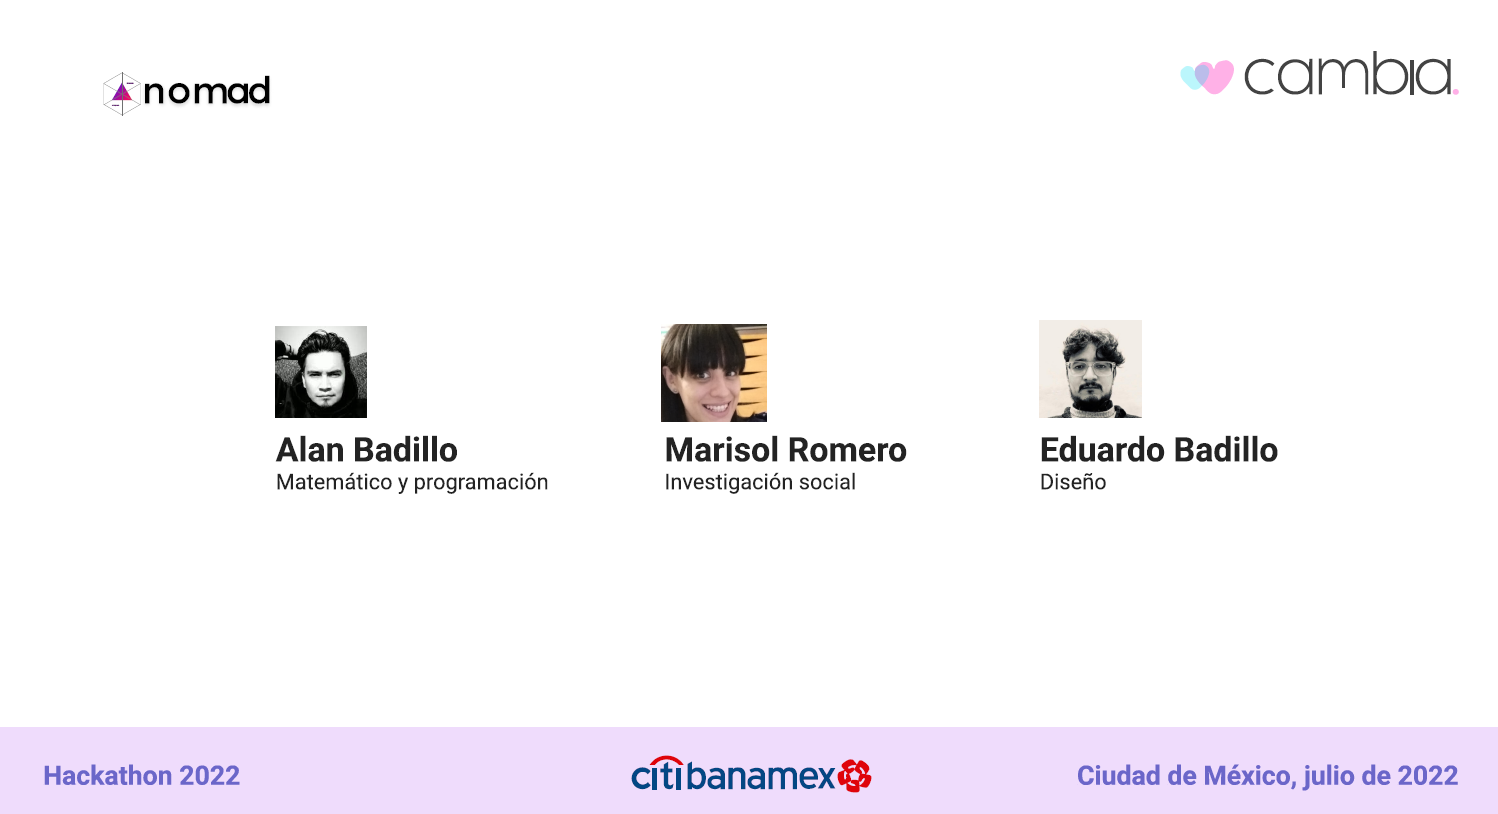 nomad
cambia.
Alan Badillo
Matemático y programación
Marisol Romero
Investigación social
Eduardo Badillo
Diseño
Hackathon 2022
citibanamex
Ciudad de México, julio de 2022